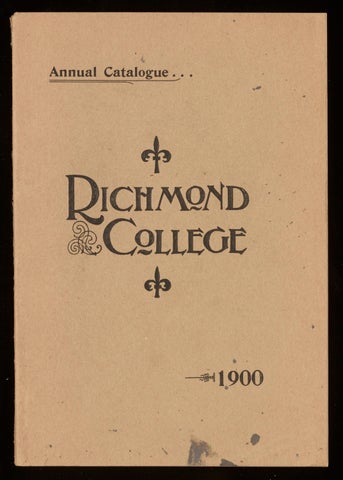 Annual Catalogue...
RICHMOND
COLLEGE
1900